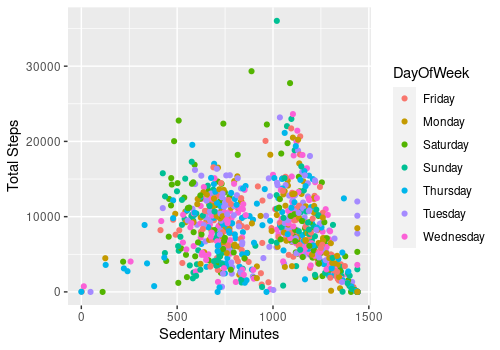 30000
20000
10000
0
Total Steps
0
500
1000
1500
Sedentary Minutes
DayOfWeek
Friday
Monday
Saturday
Sunday
Thursday
Tuesday
Wednesday